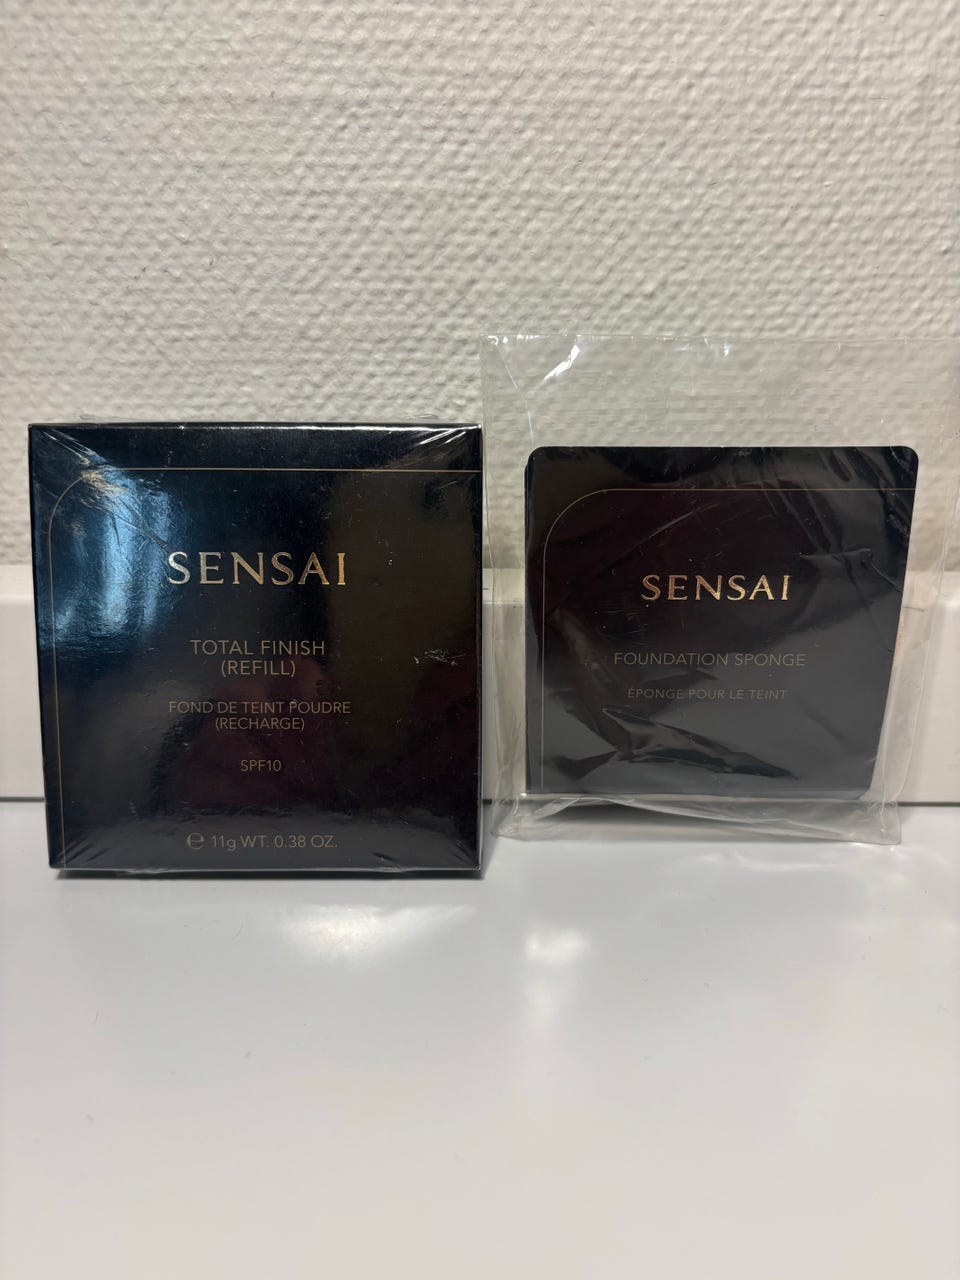 SENSAI
TOTAL FINISH
(REFILL)
FOND DE TEINT POUDRE
(RECHARGE)
SPF10
℮ 11g WT. 0.38 OZ.
SENSAI
FOUNDATION SPONGE
ÉPONGE POUR LE TEINT